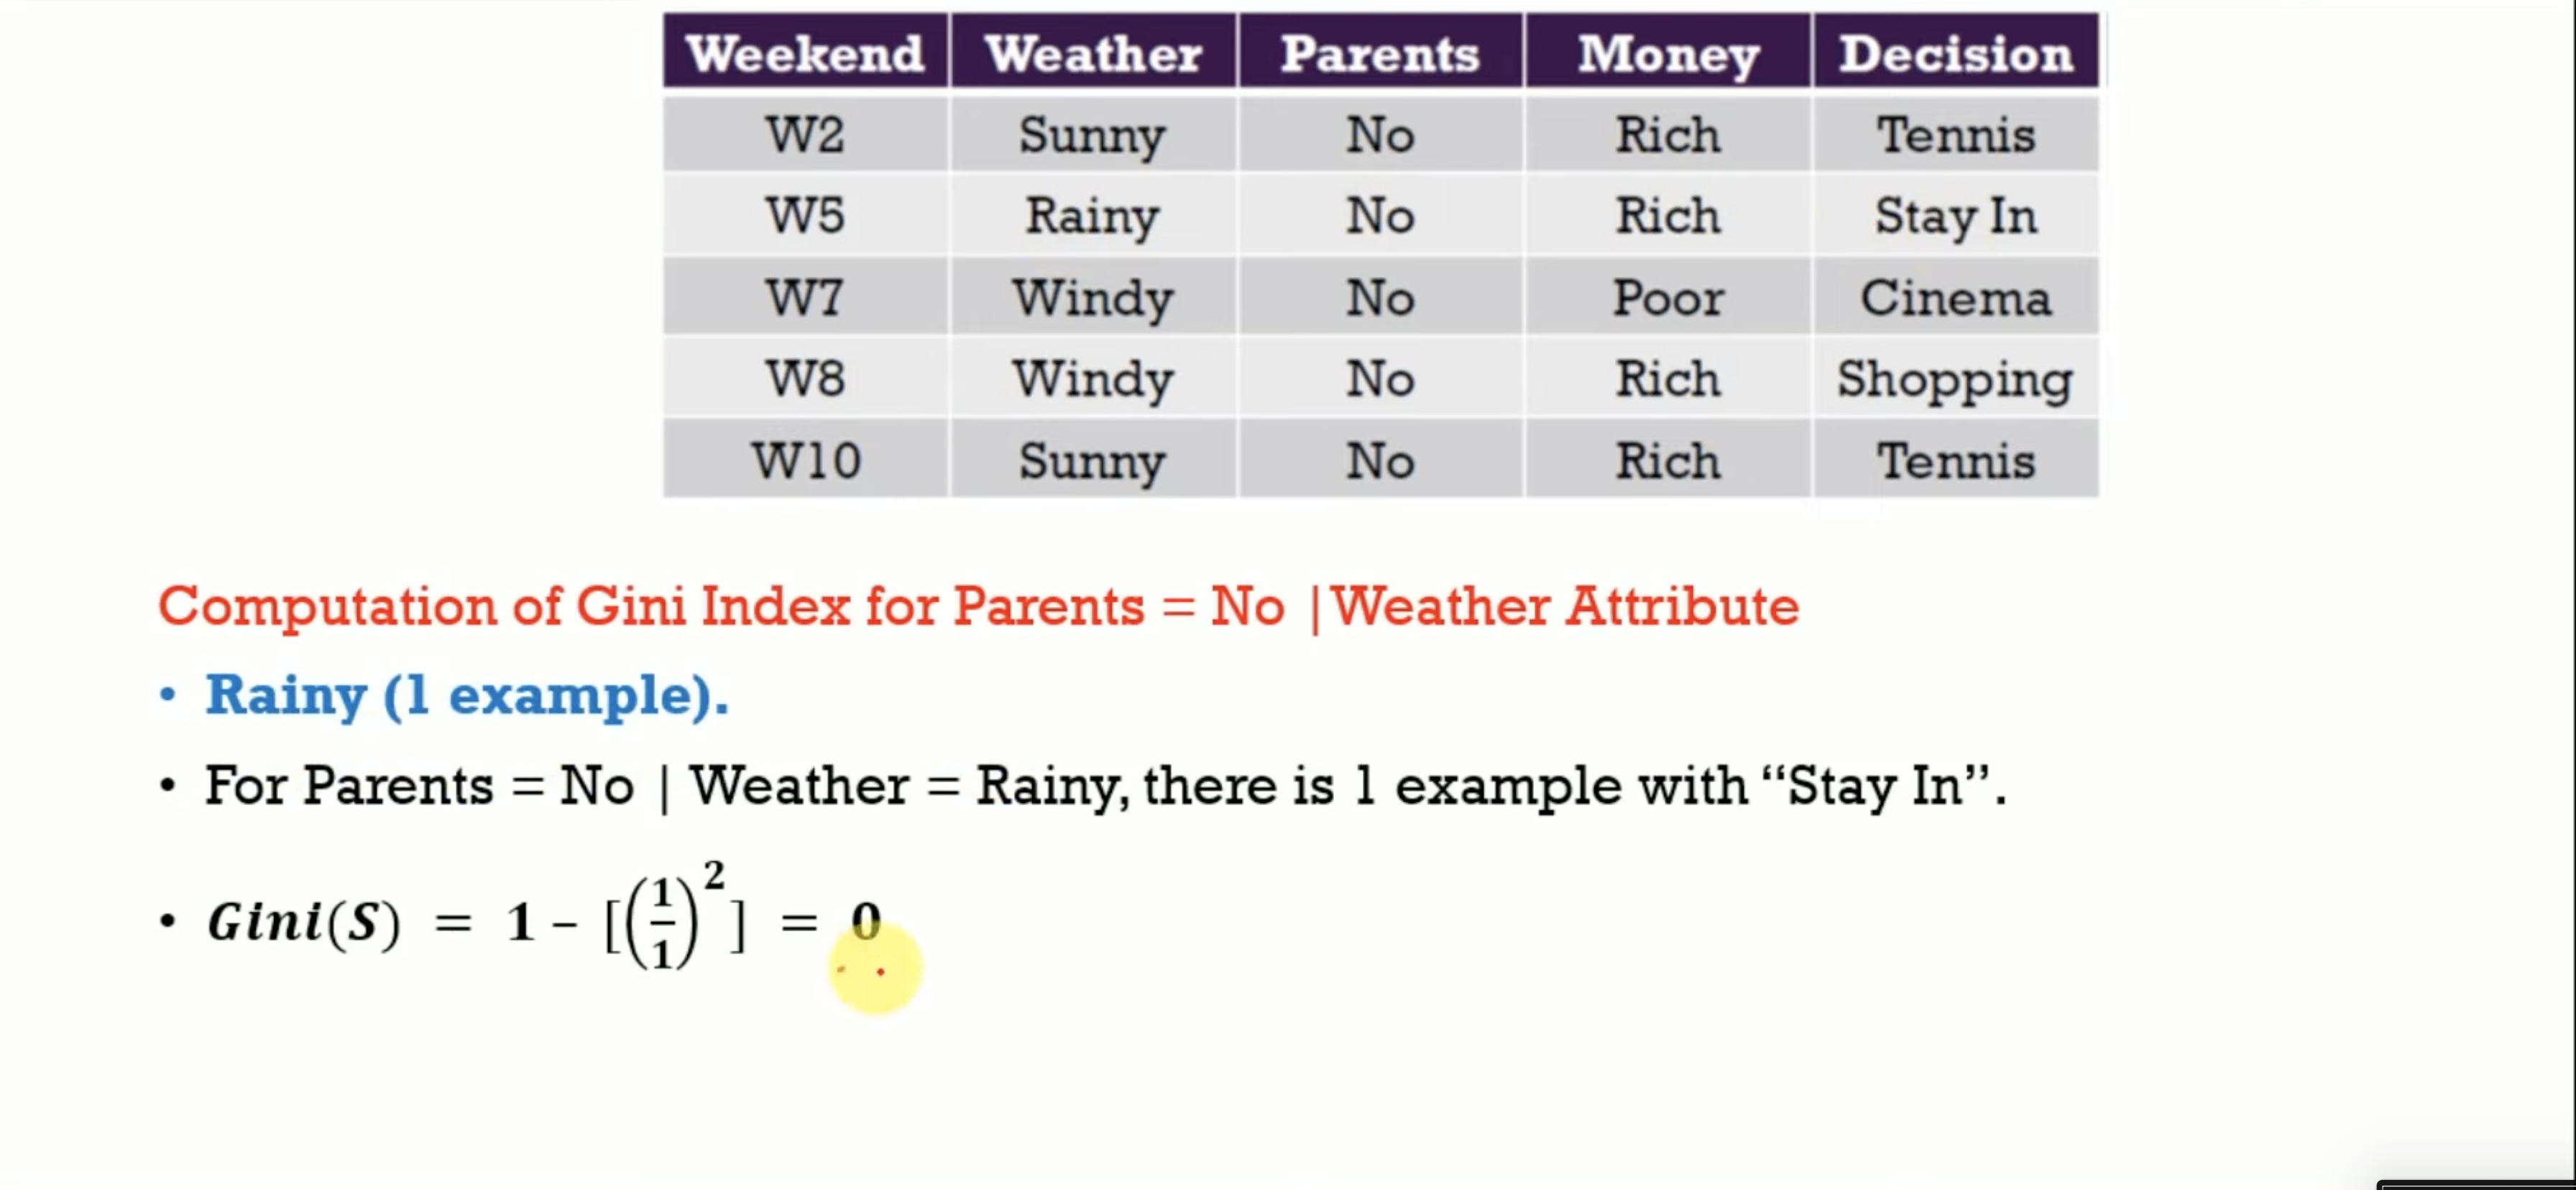 Weekend Weather Parents Money Decision
W2 Sunny No Rich Tennis
W5 Rainy No Rich Stay In
W7 Windy No Poor Cinema
W8 Windy No Rich Shopping
W10 Sunny No Rich Tennis
Computation of Gini Index for Parents = No | Weather Attribute
• Rainy (1 example).
• For Parents = No | Weather = Rainy, there is 1 example with “Stay In”.
• Gini(S) = 1 – [(1/1)²] = 0